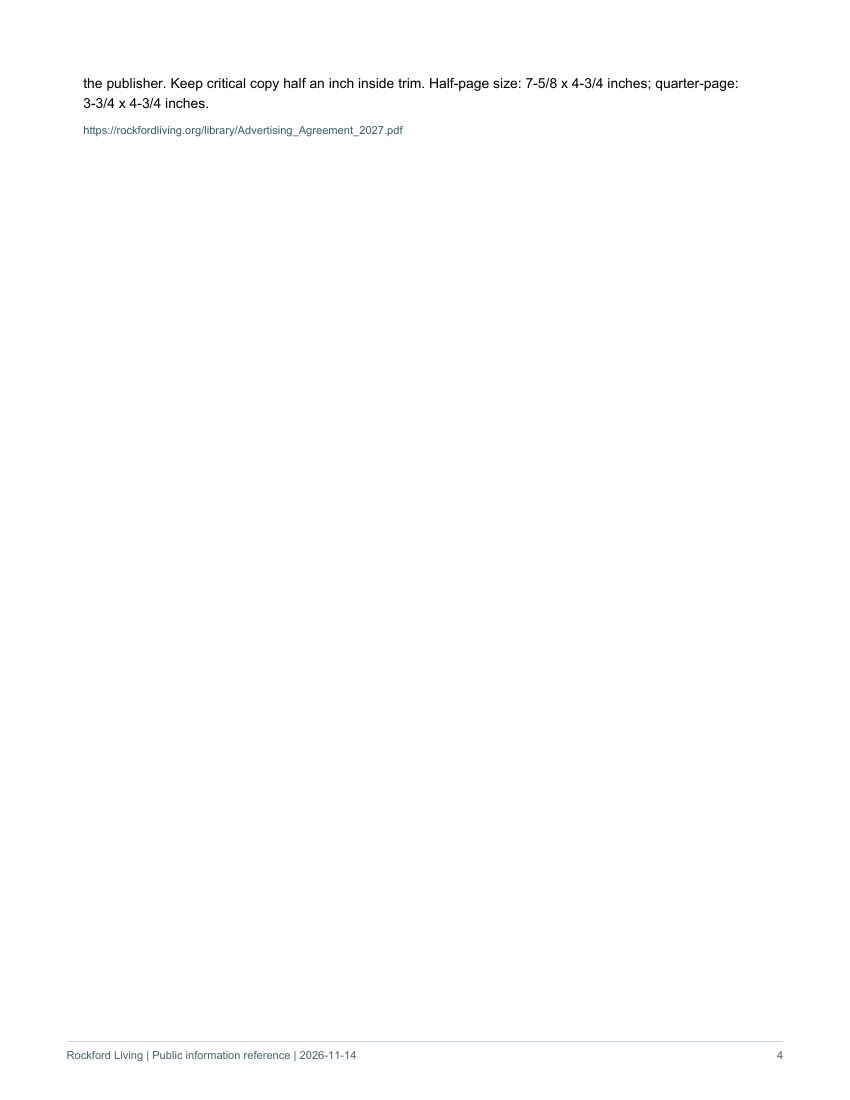 the publisher. Keep critical copy half an inch inside trim. Half-page size: 7-5/8 x 4-3/4 inches; quarter-page:
3-3/4 x 4-3/4 inches.
https://rockfordliving.org/library/Advertising_Agreement_2027.pdf
Rockford Living | Public information reference | 2026-11-14 4